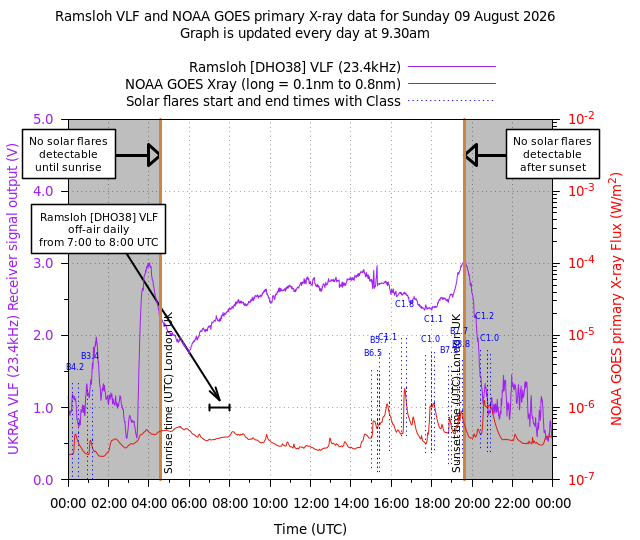 Ramsloh VLF and NOAA GOES primary X-ray data for Sunday 09 August 2026
Graph is updated every day at 9.30am
Ramsloh [DHO38] VLF (23.4kHz)
NOAA GOES Xray (long = 0.1nm to 0.8nm)
Solar flares start and end times with Class
UKRAA VLF (23.4kHz) Receiver signal output (V)
5.0
4.0
3.0
2.0
1.0
0.0
No solar flares
detectable
until sunrise
Ramsloh [DHO38] VLF
off-air daily
from 7:00 to 8:00 UTC
No solar flares
detectable
after sunset
B4.2
B3.4
Sunrise time (UTC) London UK
B6.5
C1.1
C1.8
C1.1
C1.0
B7.7
Sunset time (UTC) London UK
C1.2
C1.0
10-2
10-3
10-4
10-5
10-6
10-7
NOAA GOES primary X-ray Flux (W/m2)
00:00 02:00 04:00 06:00 08:00 10:00 12:00 14:00 16:00 18:00 20:00 22:00 00:00
Time (UTC)